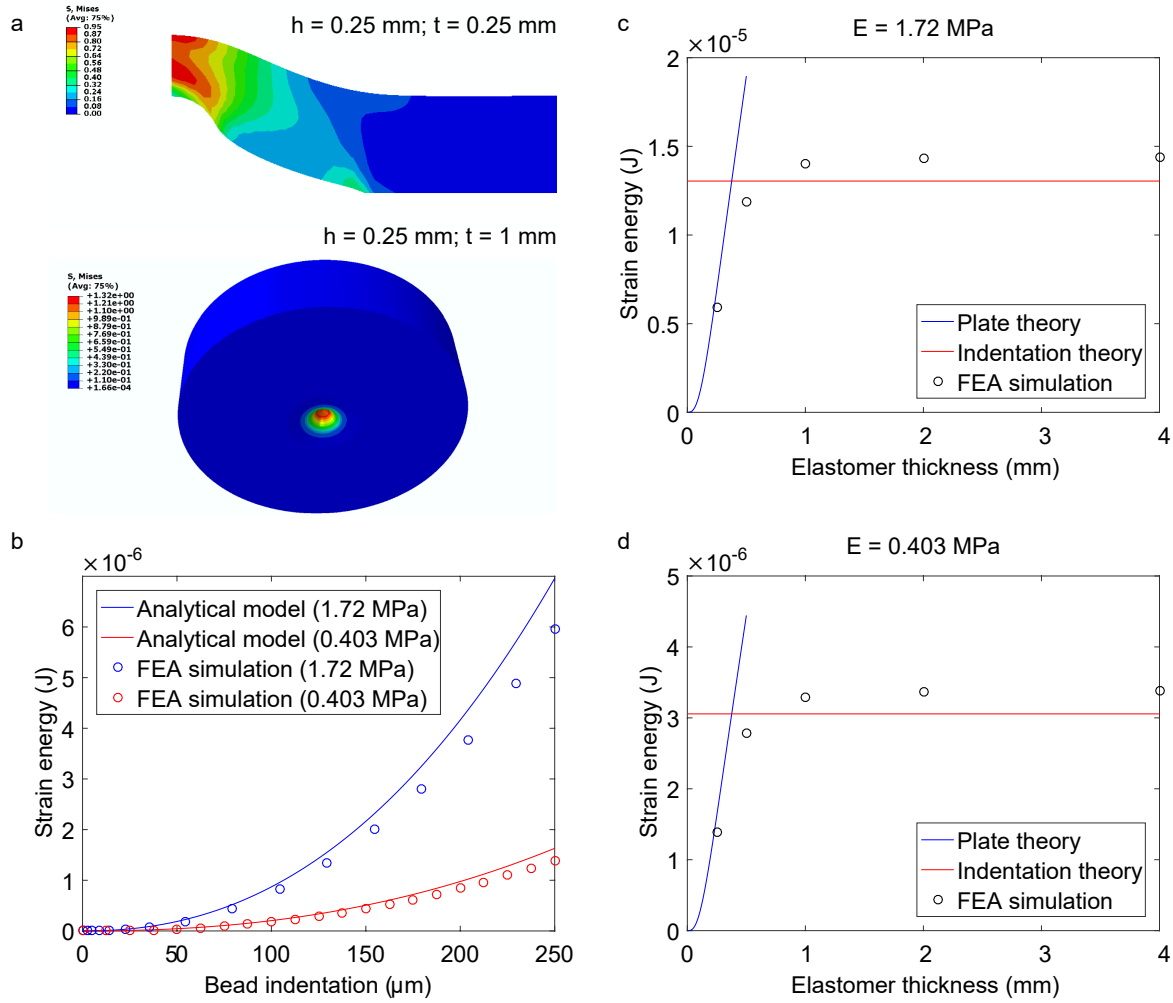 a
S, Mises
(Avg: 75%)
0.95
0.87
0.80
0.72
0.64
0.56
0.48
0.40
0.32
0.24
0.16
0.08
0.00
h = 0.25 mm; t = 0.25 mm
h = 0.25 mm; t = 1 mm
S, Mises
(Avg: 75%)
+1.32e+00
+1.21e+00
+1.10e+00
+9.89e-01
+8.79e-01
+7.69e-01
+6.59e-01
+5.49e-01
+4.39e-01
+3.30e-01
+2.20e-01
+1.10e-01
+1.66e-04
b
×10-6
Analytical model (1.72 MPa)
Analytical model (0.403 MPa)
FEA simulation (1.72 MPa)
FEA simulation (0.403 MPa)
Strain energy (J)
6
5
4
3
2
1
0
0 50 100 150 200 250
Bead indentation (μm)
c
E = 1.72 MPa
×10-5
Strain energy (J)
2
1.5
1
0.5
0
Plate theory
Indentation theory
FEA simulation
0 1 2 3 4
Elastomer thickness (mm)
d
E = 0.403 MPa
×10-6
Strain energy (J)
5
4
3
2
1
0
Plate theory
Indentation theory
FEA simulation
0 1 2 3 4
Elastomer thickness (mm)